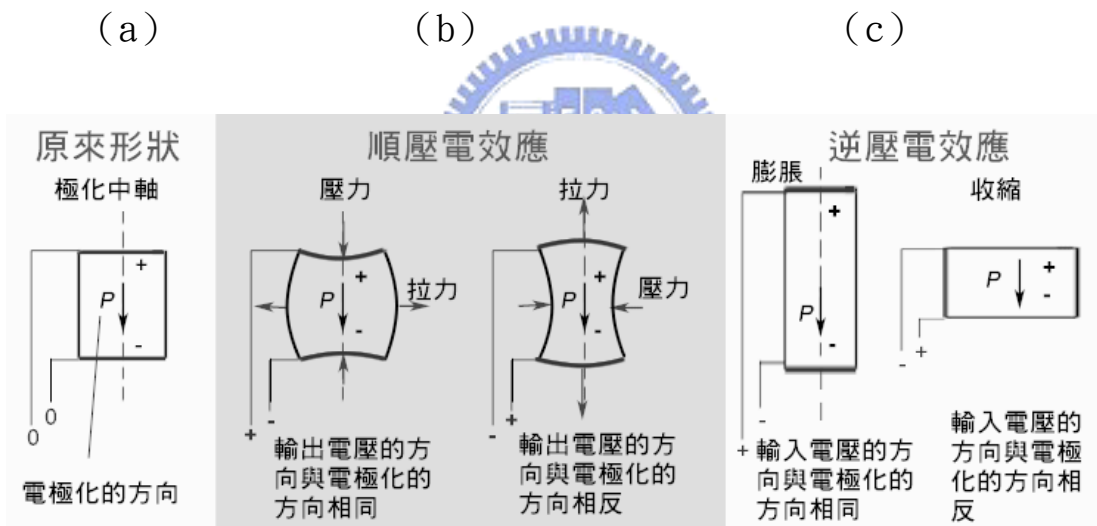 （a）
（b）
（c）
原來形狀
極化中軸
+
P
-
0
0
電極化的方向
順壓電效應
壓力
+
P
拉力
-
-
+
輸出電壓的方
向與電極化的
方向相同
拉力
+
P
壓力
-
+
-
輸出電壓的方
向與電極化的
方向相反
逆壓電效應
膨脹
+
P
-
-
+
輸入電壓的方
向與電極化的
方向相同
收縮
+
P
-
+
-
輸入電壓的
方向與電極
化的方向相
反